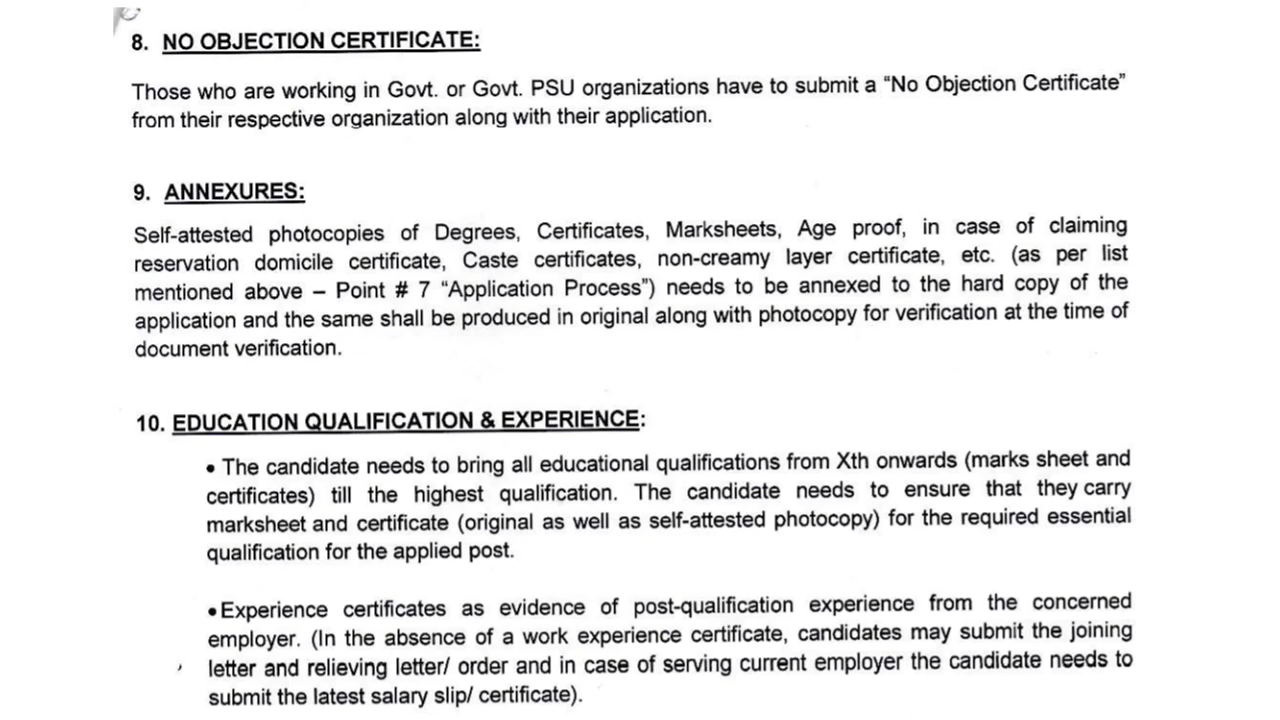 8. NO OBJECTION CERTIFICATE:
Those who are working in Govt. or Govt. PSU organizations have to submit a “No Objection Certificate”
from their respective organization along with their application.
9. ANNEXURES:
Self-attested photocopies of Degrees, Certificates, Marksheets, Age proof, in case of claiming
reservation domicile certificate, Caste certificates, non-creamy layer certificate, etc. (as per list
mentioned above – Point # 7 “Application Process”) needs to be annexed to the hard copy of the
application and the same shall be produced in original along with photocopy for verification at the time of
document verification.
10. EDUCATION QUALIFICATION & EXPERIENCE:
• The candidate needs to bring all educational qualifications from Xth onwards (marks sheet and
certificates) till the highest qualification. The candidate needs to ensure that they carry
marksheet and certificate (original as well as self-attested photocopy) for the required essential
qualification for the applied post.
• Experience certificates as evidence of post-qualification experience from the concerned
employer. (In the absence of a work experience certificate, candidates may submit the joining
letter and relieving letter/ order and in case of serving current employer the candidate needs to
submit the latest salary slip/ certificate).